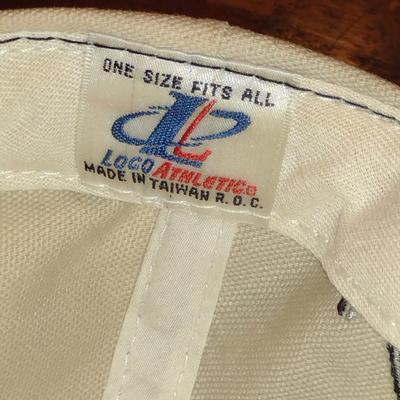 ONE SIZE FITS ALL
LOGO ATHLETIC®
MADE IN TAIWAN R.O.C.